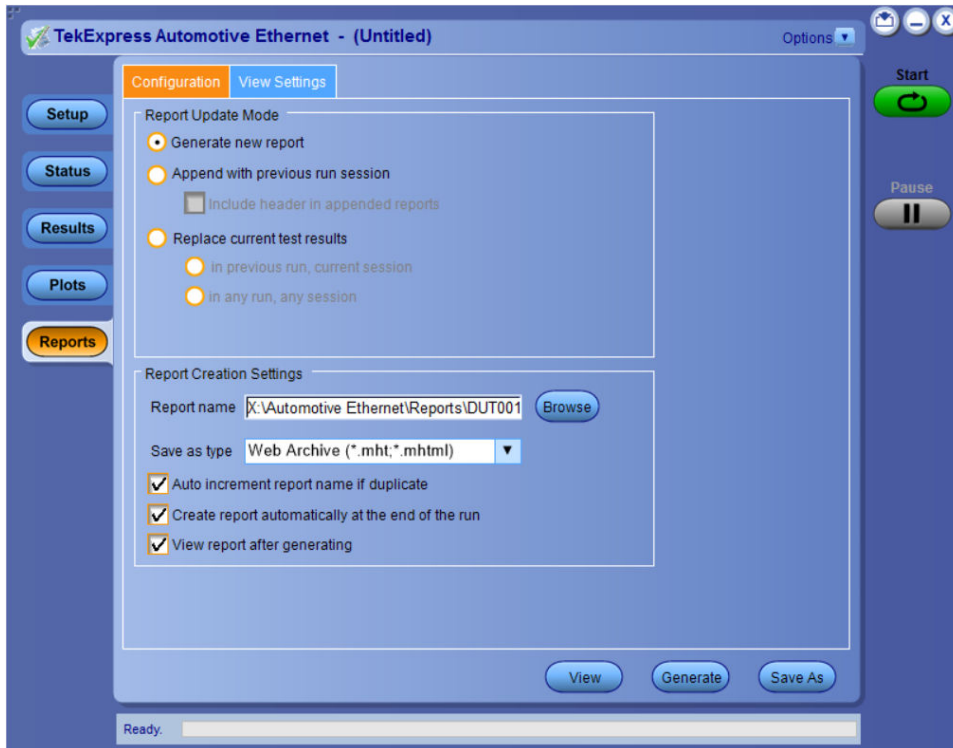 TekExpress Automotive Ethernet - (Untitled)
Options
X
Start
Pause
Setup
Status
Results
Plots
Reports
Configuration
View Settings
Report Update Mode
Generate new report
Append with previous run session
Include header in appended reports
Replace current test results
in previous run, current session
in any run, any session
Report Creation Settings
Report name
X:\Automotive Ethernet\Reports\DUT001
Browse
Save as type
Web Archive (*.mht;*.mhtml)
Auto increment report name if duplicate
Create report automatically at the end of the run
View report after generating
View
Generate
Save As
Ready.